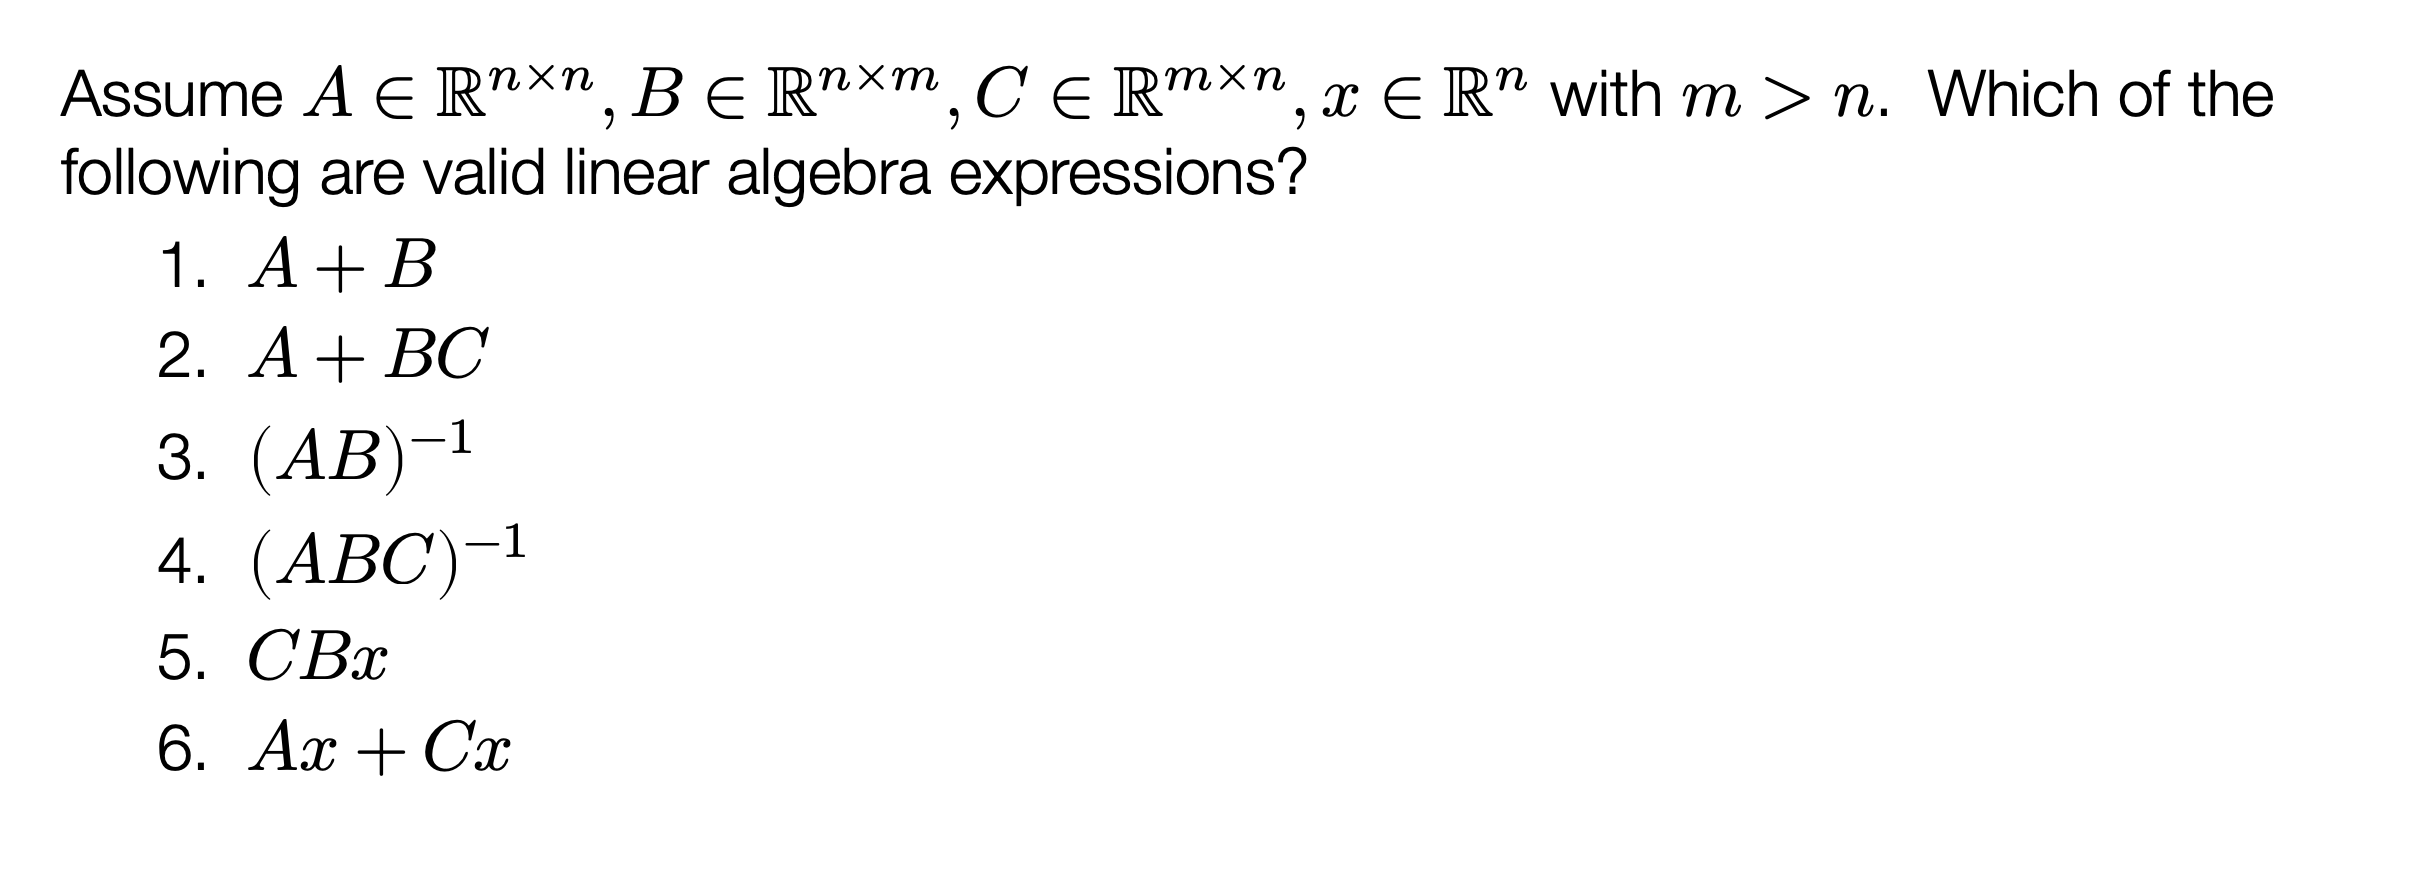 Assume $A \in \mathbb{R}^{n \times n}, B \in \mathbb{R}^{n \times m}, C \in \mathbb{R}^{m \times n}, x \in \mathbb{R}^n$ with $m > n$. Which of the
following are valid linear algebra expressions?
1. $A + B$
2. $A + BC$
3. $(AB)^{-1}$
4. $(ABC)^{-1}$
5. $CBx$
6. $Ax + Cx$